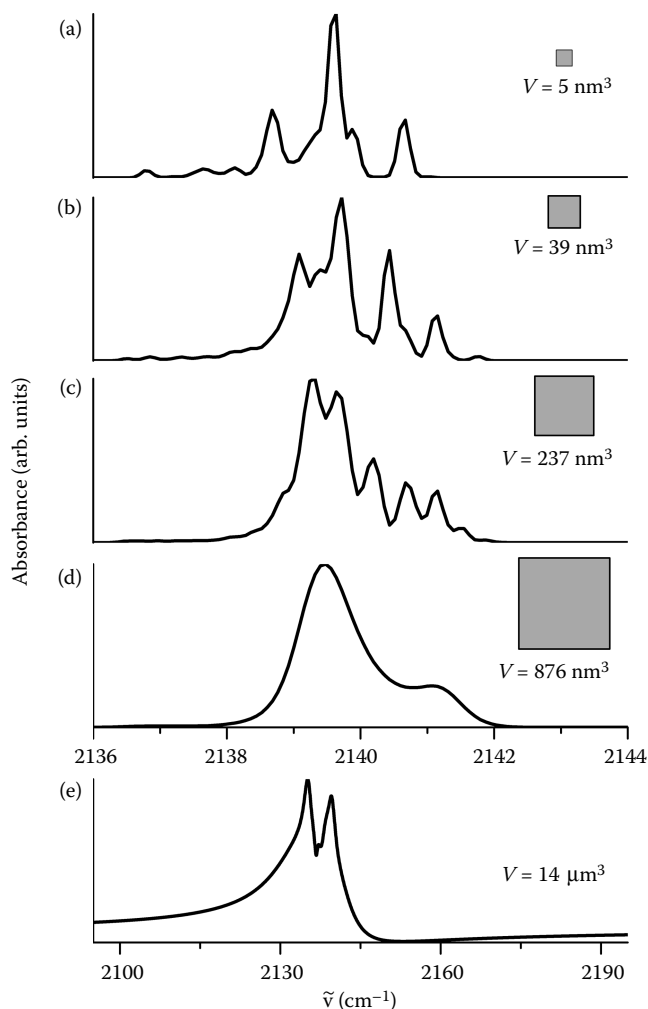 (a)
V = 5 nm³
(b)
V = 39 nm³
(c)
V = 237 nm³
Absorbance (arb. units)
(d)
V = 876 nm³
2136 2138 2140 2142 2144
(e)
V = 14 μm³
2100 2130 2160 2190
ṽ (cm⁻¹)